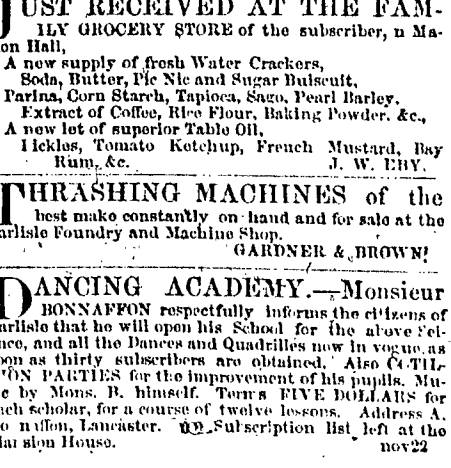 JUST RECEIVED AT THE FAM-
ILY GROCERY STORE of the subscriber, n Ma-
on Hall,
A new supply of fresh Water Crackers,
Soda, Butter, Pic Nic and Sugar Buiscuit,
Farina, Corn Starch, Tapioca, Sago, Pearl Barley,
Extract of Coffee, Rice Flour, Baking Powder, &c.,
A new lot of superior Table Oil,
Pickles, Tomato Ketchup, French Mustard, Bay
Rum, &c. J. W. EBY.
THRASHING MACHINES of the
best make constantly on hand and for sale at the
arlisle Foundry and Machine Shop.
GARDNER & BROWN!
DANCING ACADEMY.—Monsieur
BONNAFFON respectfully informs the citizens of
arlisle that he will open his School for the above Sci-
nce, and all the Dances and Quadrilles now in vogue, as
oon as thirty subscribers are obtained. Also COTIL-
ION PARTIES for the improvement of his pupils. Mu-
c by Mons. B. himself. Terms FIVE DOLLARS for
ach scholar, for a course of twelve lessons. Address A.
o naffon, Lancaster. Subscription list left at the
Mansion House. nov22